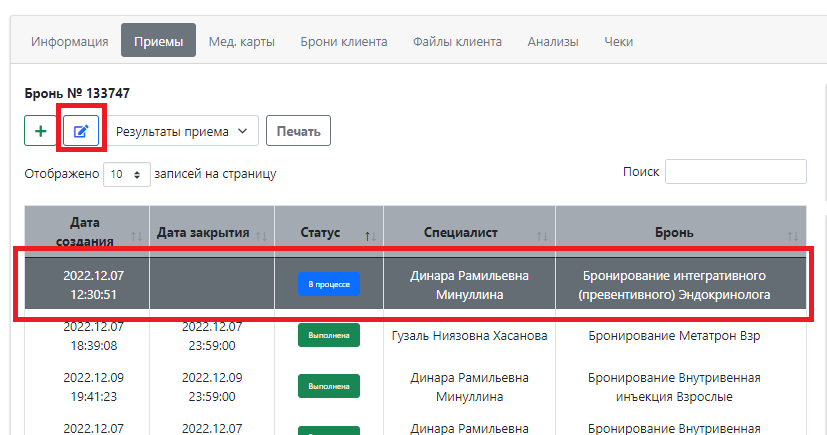 Информация Приемы Мед. карты Брони клиента Файлы клиента Анализы Чеки
Бронь № 133747
+ Результаты приема Печать
Отображено 10 записей на страницу Поиск
Дата создания Дата закрытия Статус Специалист Бронь
2022.12.07 12:30:51 В процессе Динара Рамильевна Минуллина Бронирование интегративного (превентивного) Эндокринолога
2022.12.07 18:39:08 2022.12.07 23:59:00 Выполнена Гузаль Ниязовна Хасанова Бронирование Метатрон Взр
2022.12.09 19:41:23 2022.12.09 23:59:00 Выполнена Динара Рамильевна Минуллина Бронирование Внутривенная инъекция Взрослые
2022.12.07 2022.12.07 Динара Рамильевна Бронирование Внутривенная